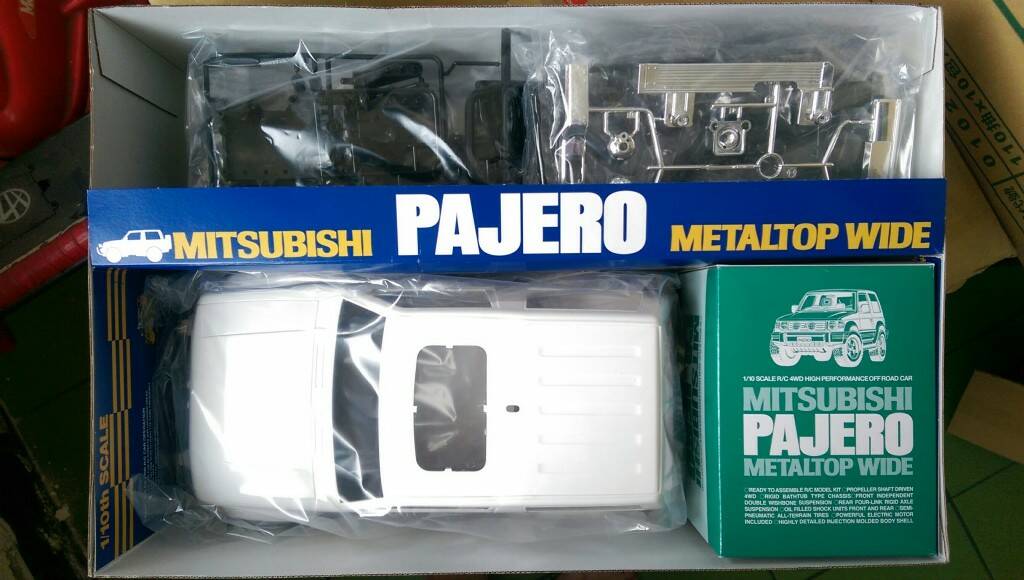 MITSUBISHI PAJERO METALTOP WIDE
1/10th SCALE
1/10 SCALE R/C 4WD HIGH PERFORMANCE OFF ROAD CAR
MITSUBISHI
PAJERO
METALTOP WIDE
□READY TO ASSEMBLE R/C MODEL KIT □PROPELLER SHAFT DRIVEN
4WD □RIGID BATHTUB TYPE CHASSIS □FRONT INDEPENDENT
DOUBLE WISHBONE SUSPENSION □REAR FOUR-LINK RIGID AXLE
SUSPENSION □OIL FILLED SHOCK UNITS FRONT AND REAR □SEMI-
PNEUMATIC ALL-TERRAIN TIRES □POWERFUL ELECTRIC MOTOR
INCLUDED □HIGHLY DETAILED INJECTION MOLDED BODY SHELL